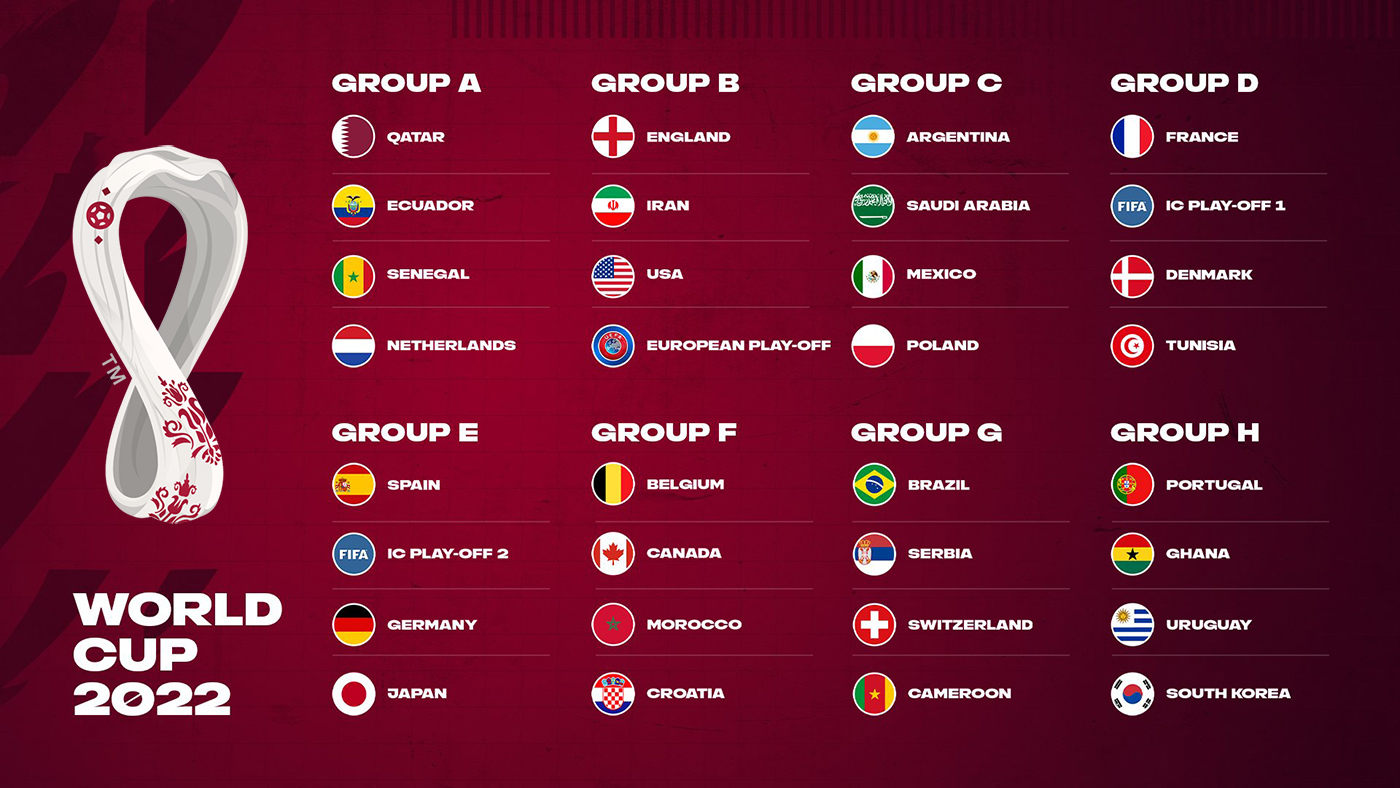 GROUP A
QATAR
ECUADOR
SENEGAL
NETHERLANDS
GROUP B
ENGLAND
IRAN
USA
EUROPEAN PLAY-OFF
GROUP C
ARGENTINA
SAUDI ARABIA
MEXICO
POLAND
GROUP D
FRANCE
FIFA IC PLAY-OFF 1
DENMARK
TUNISIA
GROUP E
SPAIN
FIFA IC PLAY-OFF 2
GERMANY
JAPAN
GROUP F
BELGIUM
CANADA
MOROCCO
CROATIA
GROUP G
BRAZIL
SERBIA
SWITZERLAND
CAMEROON
GROUP H
PORTUGAL
GHANA
URUGUAY
SOUTH KOREA
TM
WORLD
CUP
2022